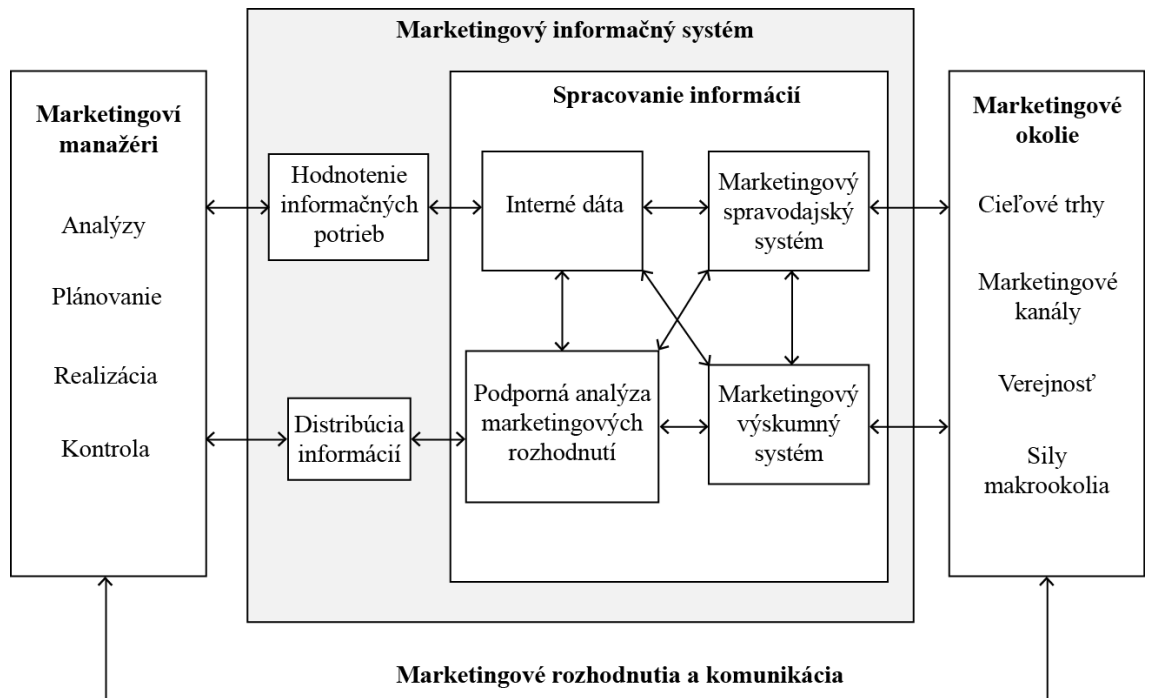 Marketingový informačný systém
Marketingoví
manažéri
Analýzy
Plánovanie
Realizácia
Kontrola
Hodnotenie
informačných
potrieb
Distribúcia
informácií
Spracovanie informácií
Interné dáta
Marketingový
spravodajský
systém
Podporná analýza
marketingových
rozhodnutí
Marketingový
výskumný
systém
Marketingové
okolie
Cieľové trhy
Marketingové
kanály
Verejnosť
Sily
makrookolia
Marketingové rozhodnutia a komunikácia